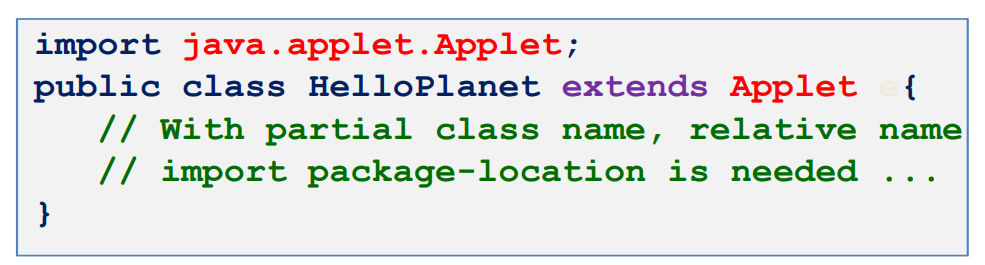 import java.applet.Applet;
public class HelloPlanet extends Applet e{
// With partial class name, relative name
// import package-location is needed ...
}